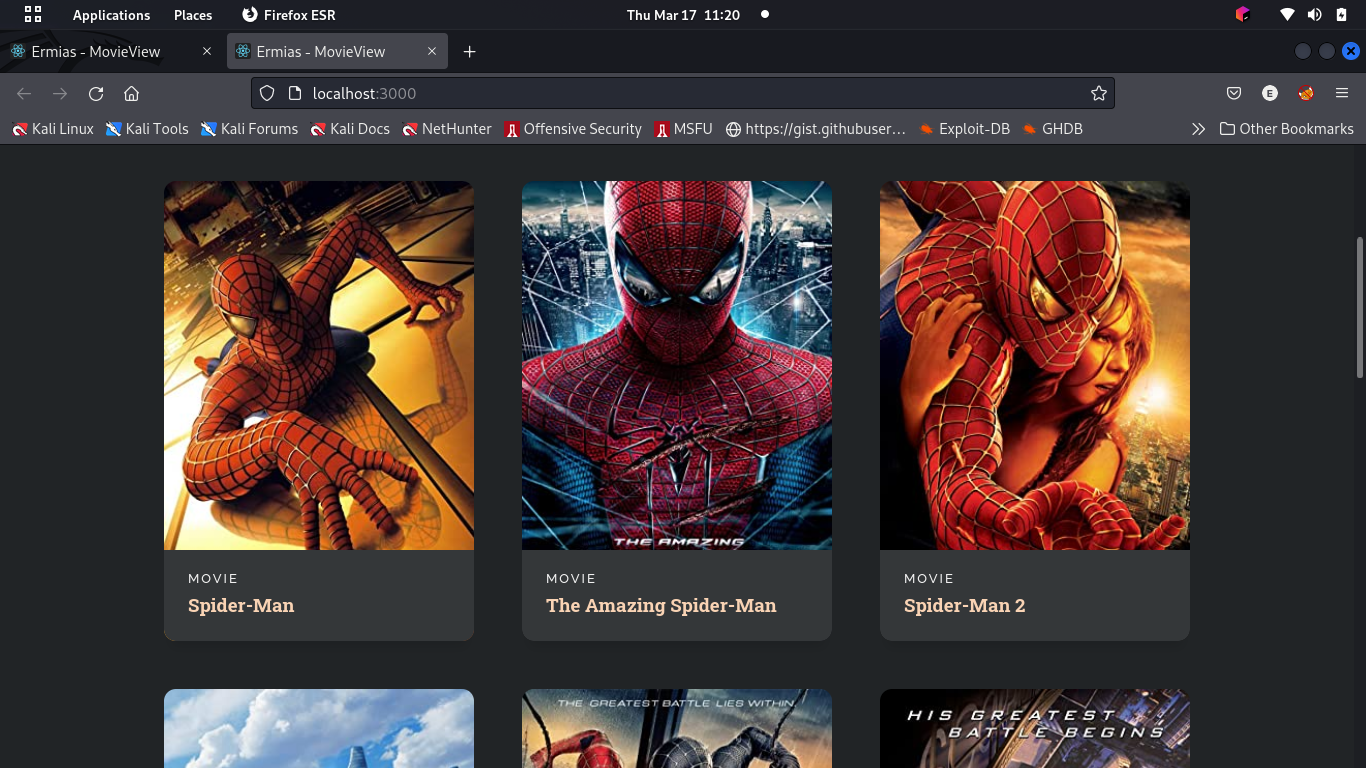 Applications Places Firefox ESR Thu Mar 17 11:20
Ermias - MovieView Ermias - MovieView
localhost:3000 E
Kali Linux Kali Tools Kali Forums Kali Docs NetHunter Offensive Security MSFU https://gist.githubuser… Exploit-DB GHDB Other Bookmarks
THE AMAZING
MOVIE MOVIE MOVIE
Spider-Man The Amazing Spider-Man Spider-Man 2
THE GREATEST BATTLE LIES WITHIN.
HIS GREATEST
BATTLE BEGINS